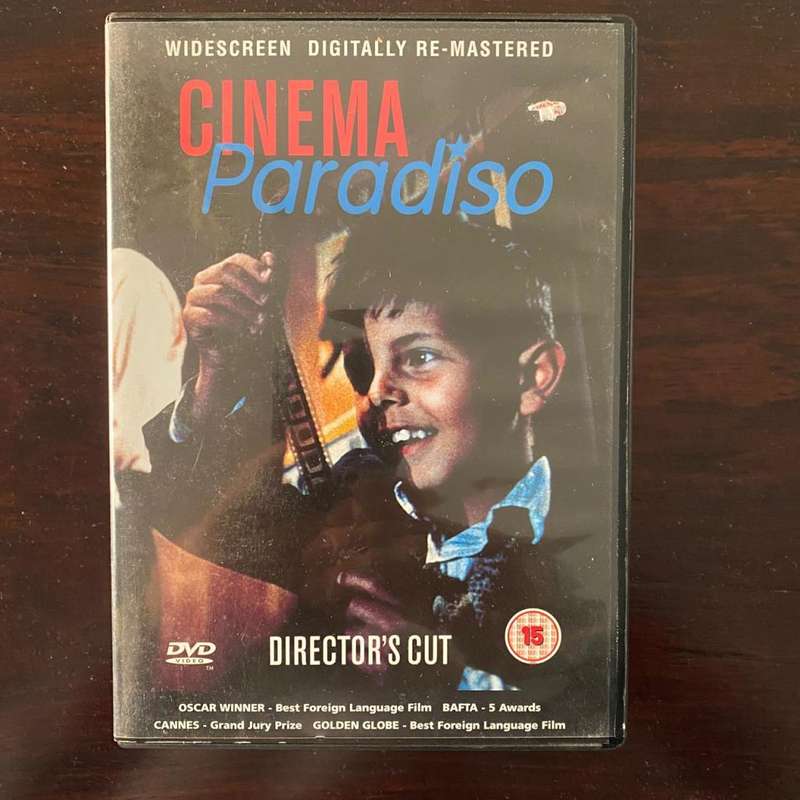 WIDESCREEN DIGITALLY RE-MASTERED
CINEMA
Paradiso
DVD
VIDEO
TM
DIRECTOR'S CUT
15
OSCAR WINNER - Best Foreign Language Film BAFTA - 5 Awards
CANNES - Grand Jury Prize GOLDEN GLOBE - Best Foreign Language Film